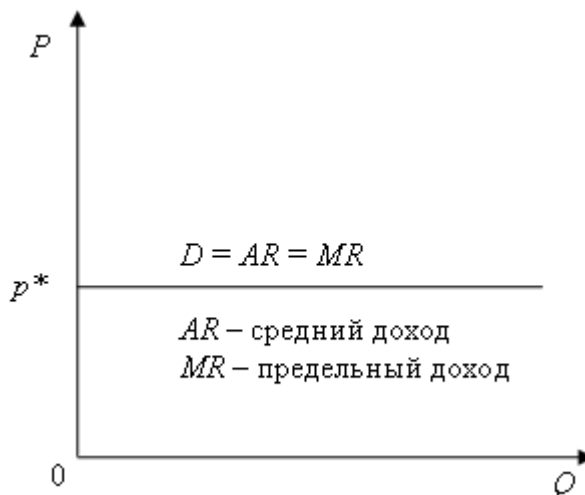 P
D = AR = MR
p*
AR – средний доход
MR – предельный доход
0
Q